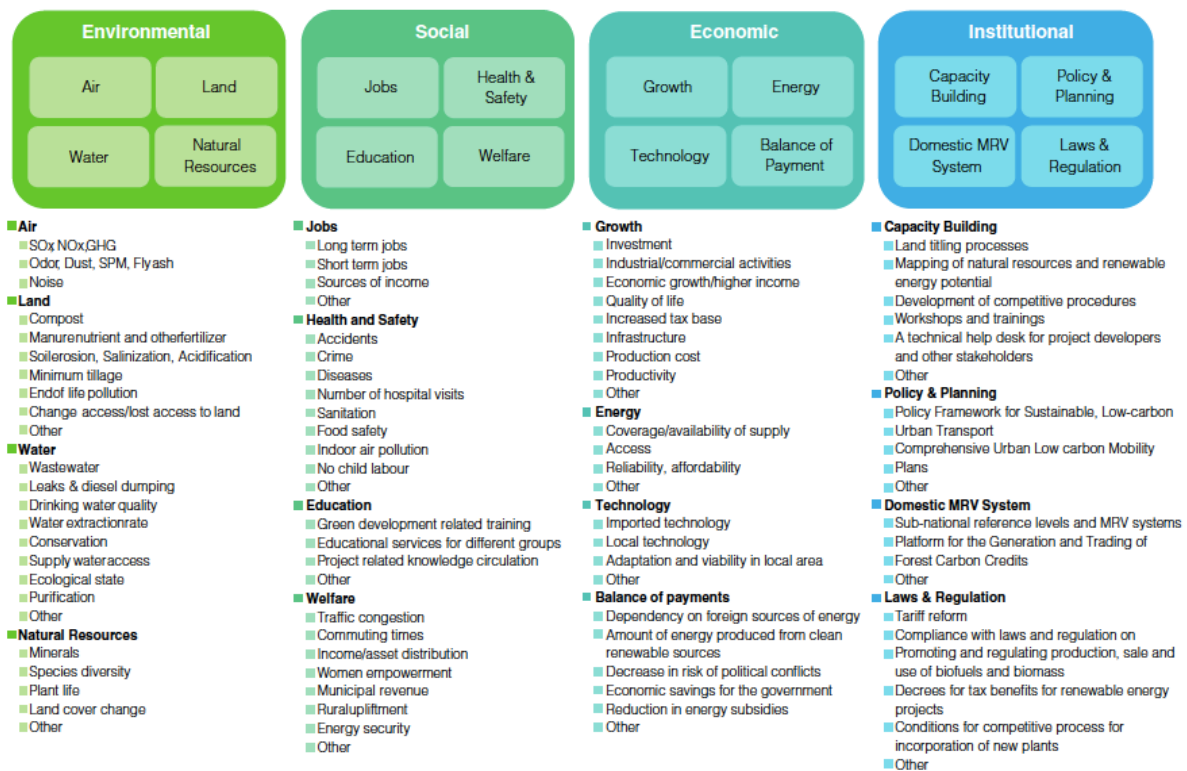 Environmental
Air
Land
Water
Natural
Resources
Social
Jobs
Health &
Safety
Education
Welfare
Economic
Growth
Energy
Technology
Balance of
Payment
Institutional
Capacity
Building
Policy &
Planning
Domestic MRV
System
Laws &
Regulation
Air
SOx, NOx,GHG
Odor, Dust, SPM, Fly ash
Noise
Land
Compost
Manurenutrient and otherfertilizer
Soilerosion, Salinization, Acidification
Minimum tillage
Endof life pollution
Change access/lost access to land
Other
Water
Wastewater
Leaks & diesel dumping
Drinking water quality
Water extractionrate
Conservation
Supply wateraccess
Ecological state
Purification
Other
Natural Resources
Minerals
Species diversity
Plant life
Land cover change
Other
Jobs
Long term jobs
Short term jobs
Sources of income
Other
Health and Safety
Accidents
Crime
Diseases
Number of hospital visits
Sanitation
Food safety
Indoor air pollution
No child labour
Other
Education
Green development related training
Educational services for different groups
Project related knowledge circulation
Other
Welfare
Traffic congestion
Commuting times
Income/asset distribution
Women empowerment
Municipal revenue
Ruralupliftment
Energy security
Other
Growth
Investment
Industrial/commercial activities
Economic growth/higher income
Quality of life
Increased tax base
Infrastructure
Production cost
Productivity
Other
Energy
Coverage/availability of supply
Access
Reliability, affordability
Other
Technology
Imported technology
Local technology
Adaptation and viability in local area
Other
Balance of payments
Dependency on foreign sources of energy
Amount of energy produced from clean
renewable sources
Decrease in risk of political conflicts
Economic savings for the government
Reduction in energy subsidies
Other
Capacity Building
Land titling processes
Mapping of natural resources and renewable
energy potential
Development of competitive procedures
Workshops and trainings
A technical help desk for project developers
and other stakeholders
Other
Policy & Planning
Policy Framework for Sustainable, Low-carbon
Urban Transport
Comprehensive Urban Low carbon Mobility
Plans
Other
Domestic MRV System
Sub-national reference levels and MRV systems
Platform for the Generation and Trading of
Forest Carbon Credits
Other
Laws & Regulation
Tariff reform
Compliance with laws and regulation on
Promoting and regulating production, sale and
use of biofuels and biomass
Decrees for tax benefits for renewable energy
projects
Conditions for competitive process for
incorporation of new plants
Other